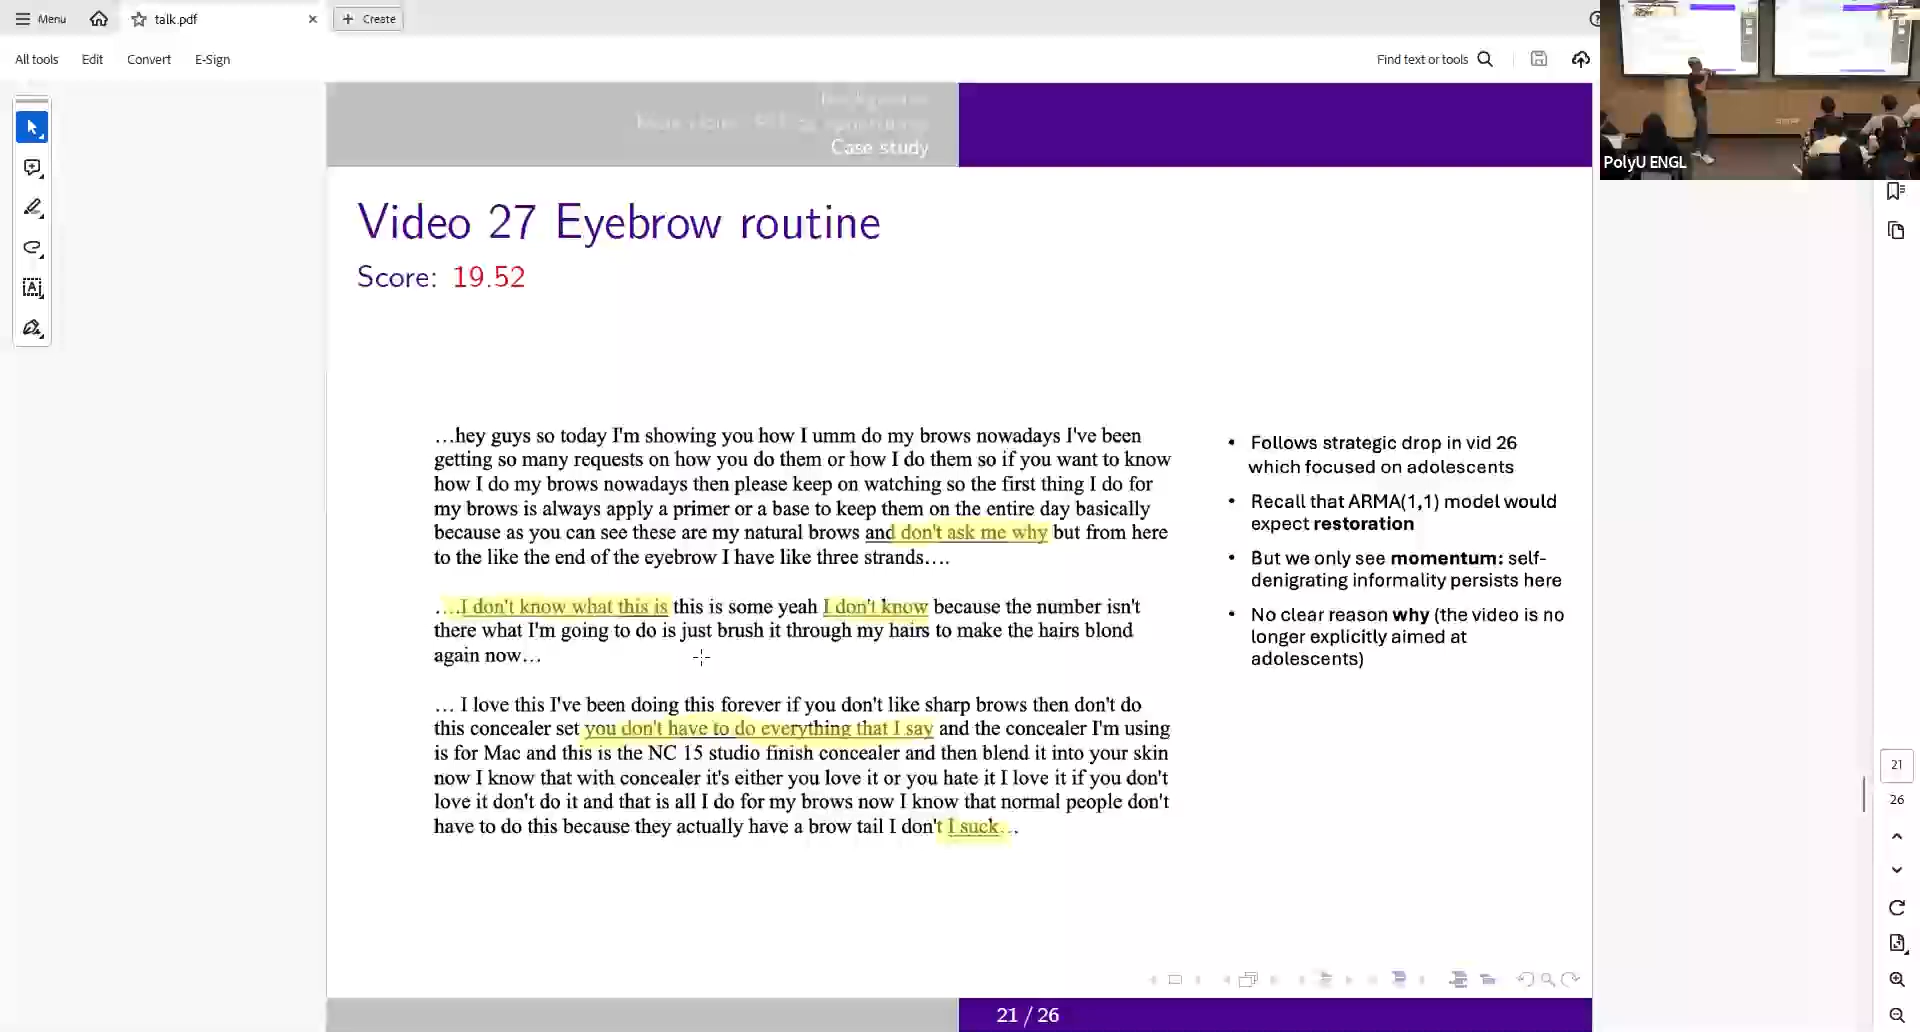 Menu
talk.pdf
Create
All tools
Edit
Convert
E-Sign
Find text or tools
PolyU ENGL
Case study
Video 27 Eyebrow routine
Score: 19.52
...hey guys so today I'm showing you how I umm do my brows nowadays I've been
getting so many requests on how you do them or how I do them so if you want to know
how I do my brows nowadays then please keep on watching so the first thing I do for
my brows is always apply a primer or a base to keep them on the entire day basically
because as you can see these are my natural brows and don't ask me why but from here
to the like the end of the eyebrow I have like three strands....
....I don't know what this is this is some yeah I don't know because the number isn't
there what I'm going to do is just brush it through my hairs to make the hairs blond
again now...
... I love this I've been doing this forever if you don't like sharp brows then don't do
this concealer set you don't have to do everything that I say and the concealer I'm using
is for Mac and this is the NC 15 studio finish concealer and then blend it into your skin
now I know that with concealer it's either you love it or you hate it I love it if you don't
love it don't do it and that is all I do for my brows now I know that normal people don't
have to do this because they actually have a brow tail I don't I suck...
• Follows strategic drop in vid 26
which focused on adolescents
• Recall that ARMA(1,1) model would
expect restoration
• But we only see momentum: self-
denigrating informality persists here
• No clear reason why (the video is no
longer explicitly aimed at
adolescents)
21
26
21 / 26